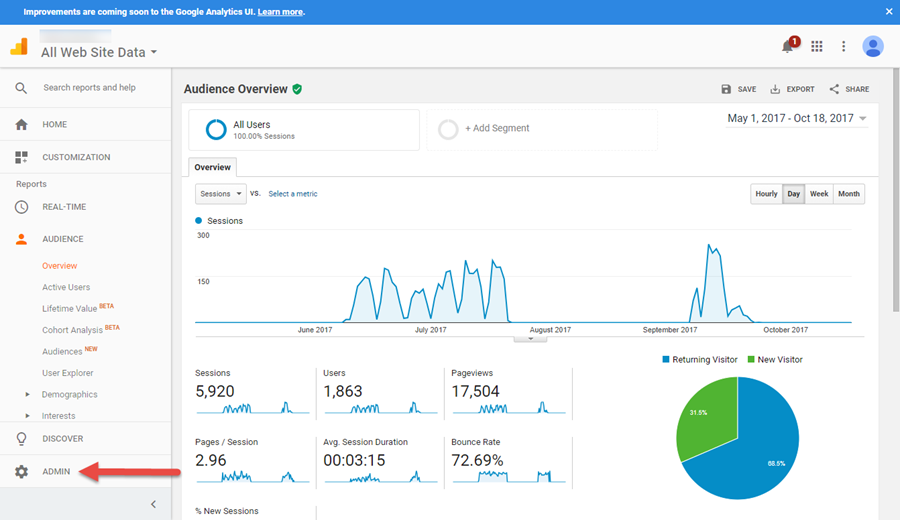 Improvements are coming soon to the Google Analytics UI. Learn more.
All Web Site Data
1
Search reports and help
HOME
CUSTOMIZATION
Reports
REAL-TIME
AUDIENCE
Overview
Active Users
Lifetime Value BETA
Cohort Analysis BETA
Audiences NEW
User Explorer
Demographics
Interests
DISCOVER
ADMIN
Audience Overview
SAVE EXPORT SHARE
All Users
100.00% Sessions
+ Add Segment
May 1, 2017 - Oct 18, 2017
Overview
Sessions VS. Select a metric
Hourly Day Week Month
Sessions
300
150
June 2017 July 2017 August 2017 September 2017 October 2017
Returning Visitor New Visitor
Sessions Users Pageviews
5,920 1,863 17,504
Pages / Session Avg. Session Duration Bounce Rate
2.96 00:03:15 72.69%
31.5%
68.5%
% New Sessions